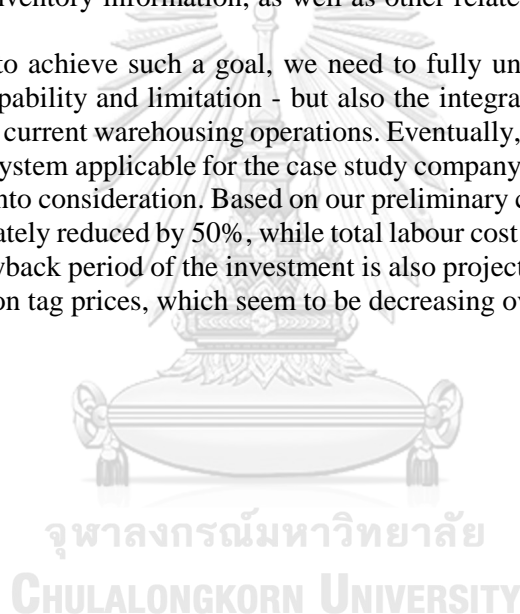 nventory information, as well as other relate
to achieve such a goal, we need to fully un
pability and limitation - but also the integra
current warehousing operations. Eventually,
ystem applicable for the case study company
nto consideration. Based on our preliminary c
ately reduced by 50%, while total labour cost
yback period of the investment is also project
on tag prices, which seem to be decreasing ov
จุฬาลงกรณ์มหาวิทยาลัย
CHULALONGKORN UNIVERSITY